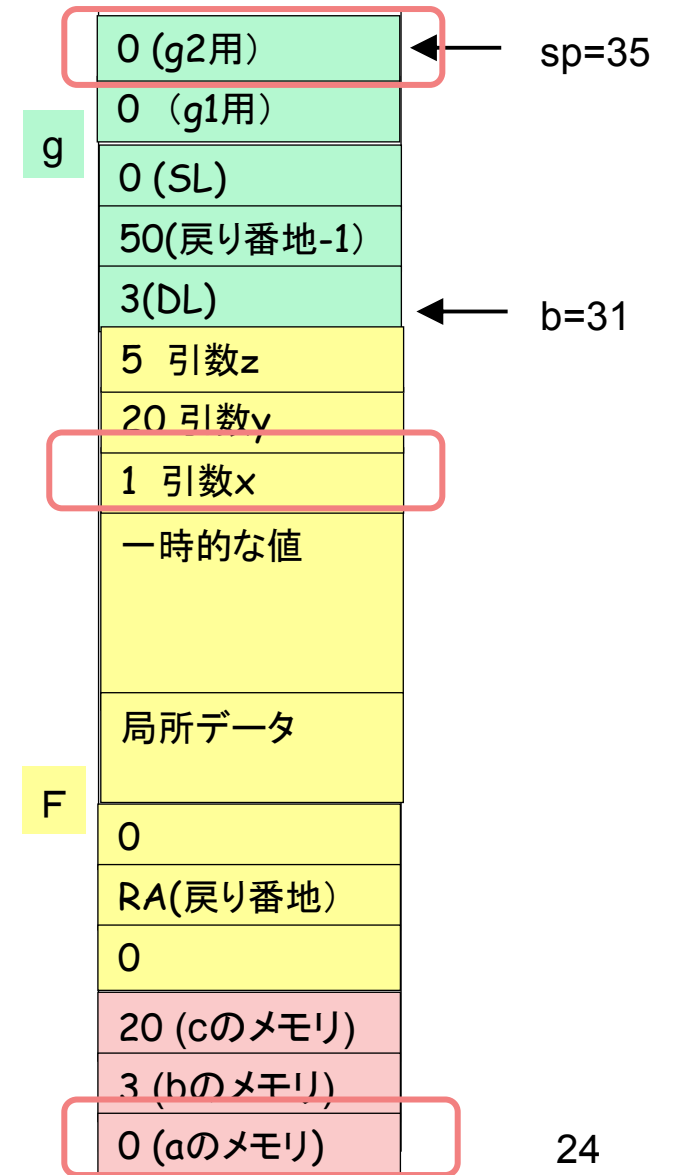 0 (g2用)
sp=35
0 (g1用)
g
0 (SL)
50(戻り番地-1)
3(DL)
b=31
5 引数z
20 引数y
1 引数x
一時的な値
局所データ
F
0
RA(戻り番地)
0
20 (cのメモリ)
3 (bのメモリ)
0 (aのメモリ)
24